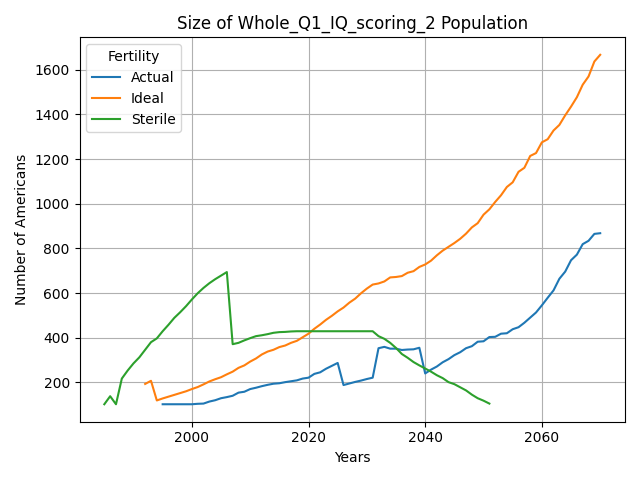 Size of Whole_Q1_IQ_scoring_2 Population
Fertility
Actual
Ideal
Sterile
Number of Americans
1600
1400
1200
1000
800
600
400
200
2000
2020
2040
2060
Years